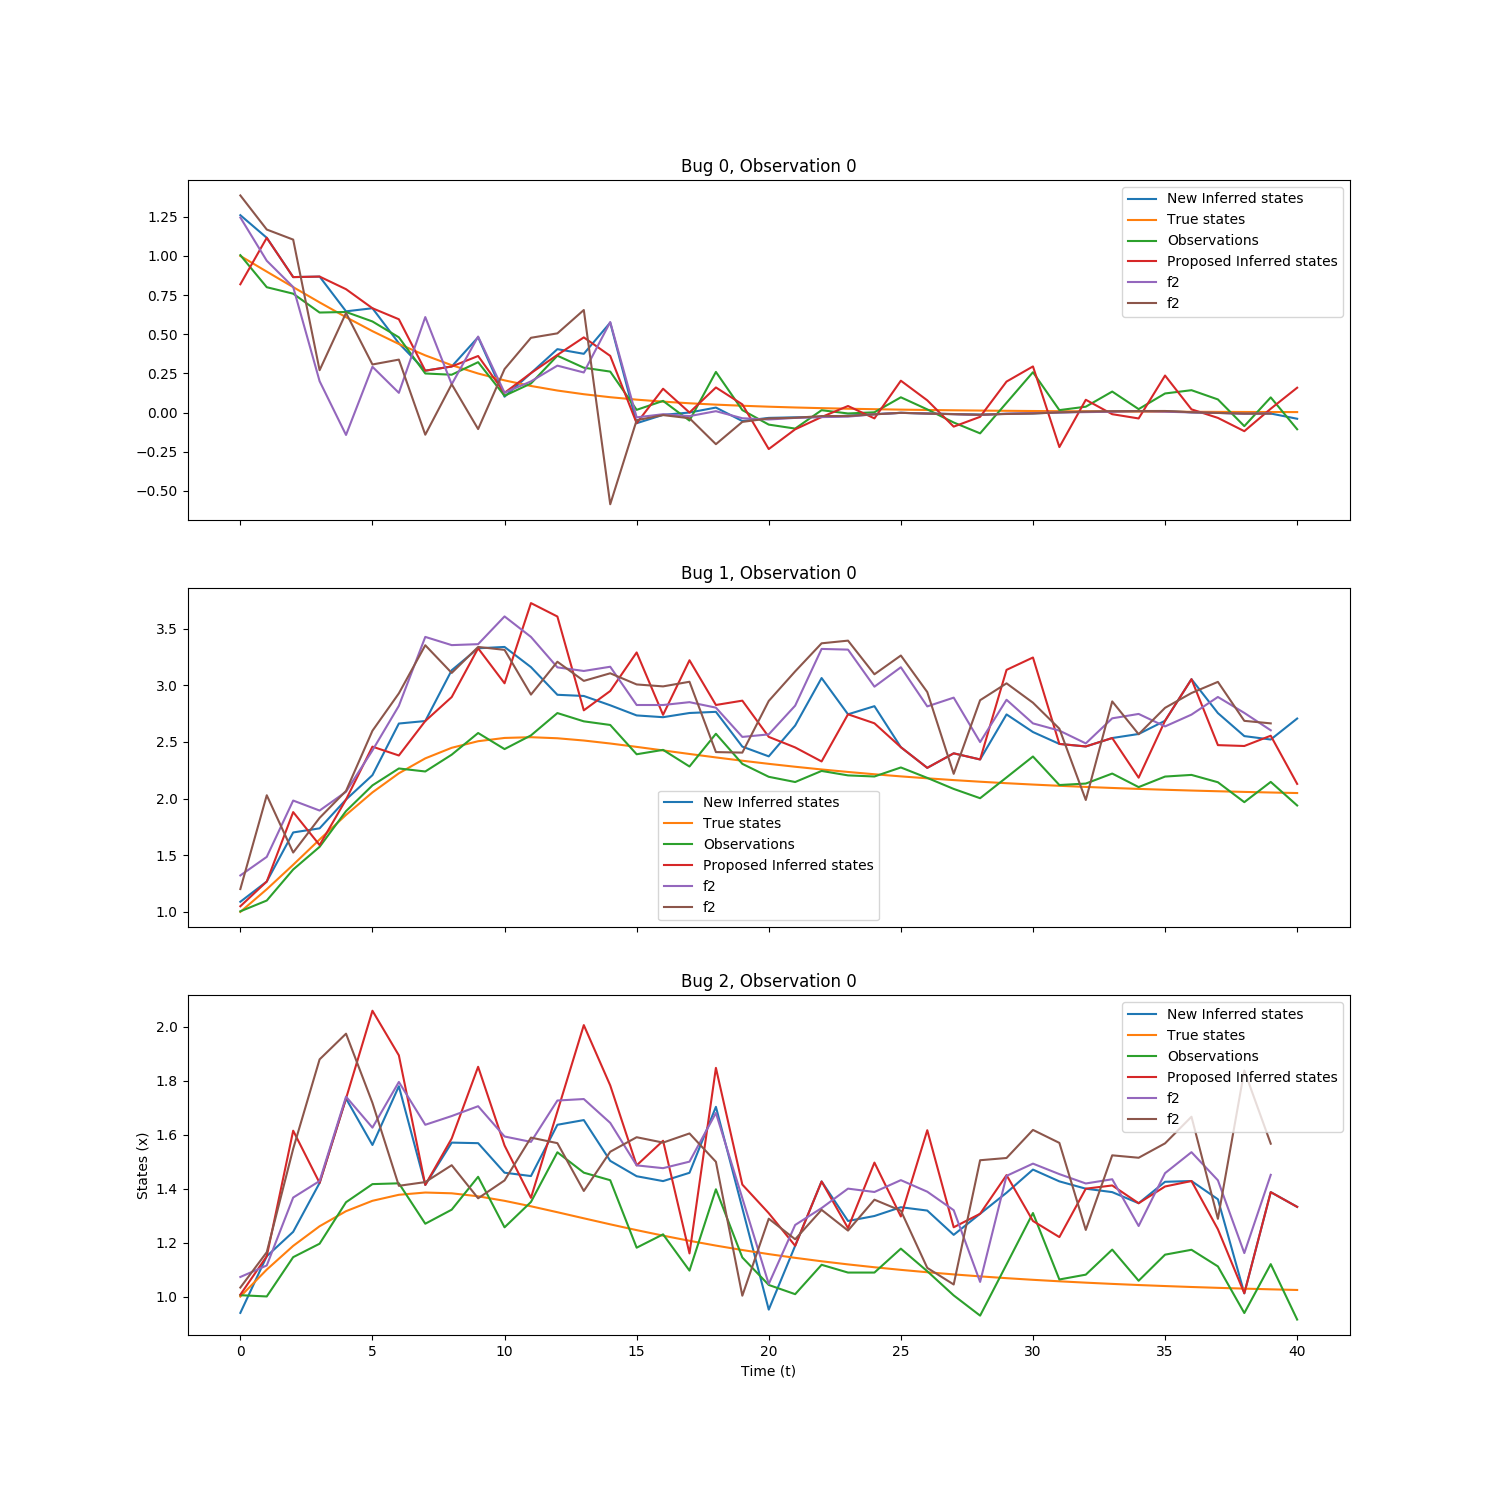 Bug 0, Observation 0
1.25
1.00
0.75
0.50
0.25
0.00
−0.25
−0.50
New Inferred states
True states
Observations
Proposed Inferred states
f2
f2
Bug 1, Observation 0
3.5
3.0
2.5
2.0
1.5
1.0
New Inferred states
True states
Observations
Proposed Inferred states
f2
f2
Bug 2, Observation 0
States (x)
2.0
1.8
1.6
1.4
1.2
1.0
New Inferred states
True states
Observations
Proposed Inferred states
f2
f2
0 5 10 15 20 25 30 35 40
Time (t)